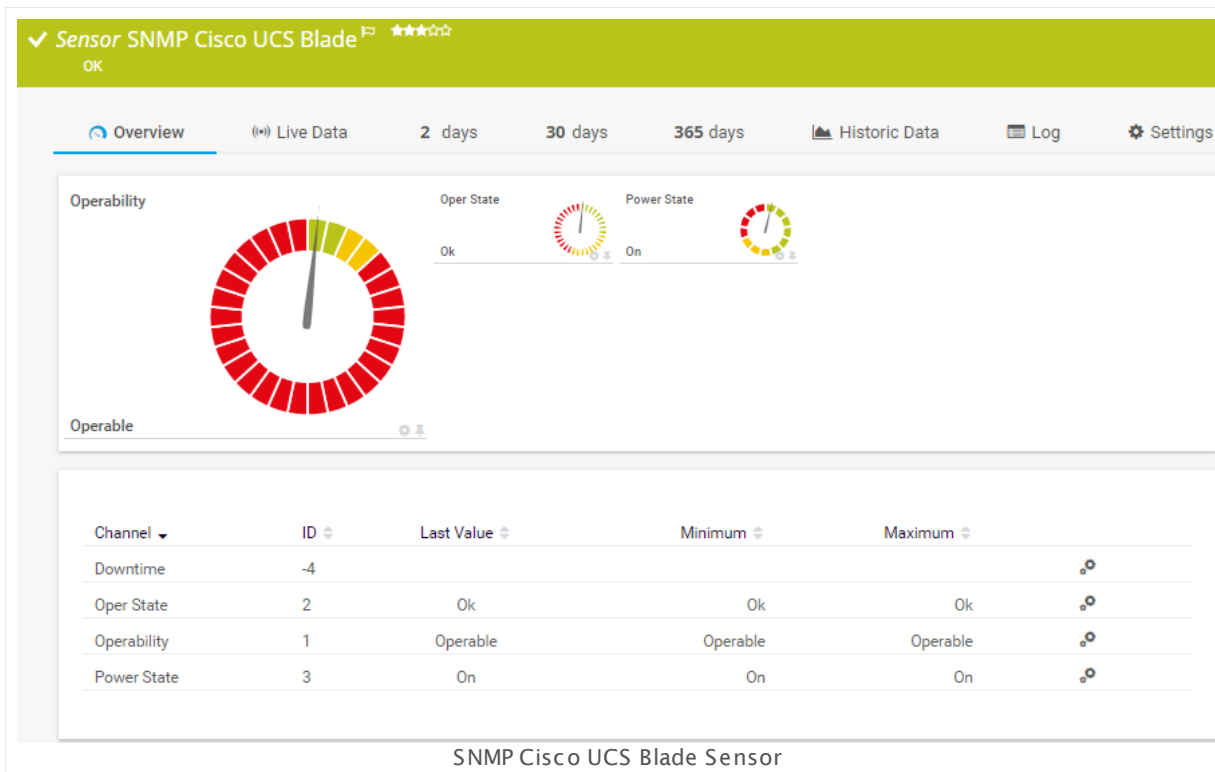 Sensor SNMP Cisco UCS Blade
OK
Overview Live Data 2 days 30 days 365 days Historic Data Log Settings
Operability
Operable
Oper State
Ok
Power State
On
Channel ID Last Value Minimum Maximum
Downtime -4
Oper State 2 Ok Ok Ok
Operability 1 Operable Operable Operable
Power State 3 On On On
SNMP Cisco UCS Blade Sensor